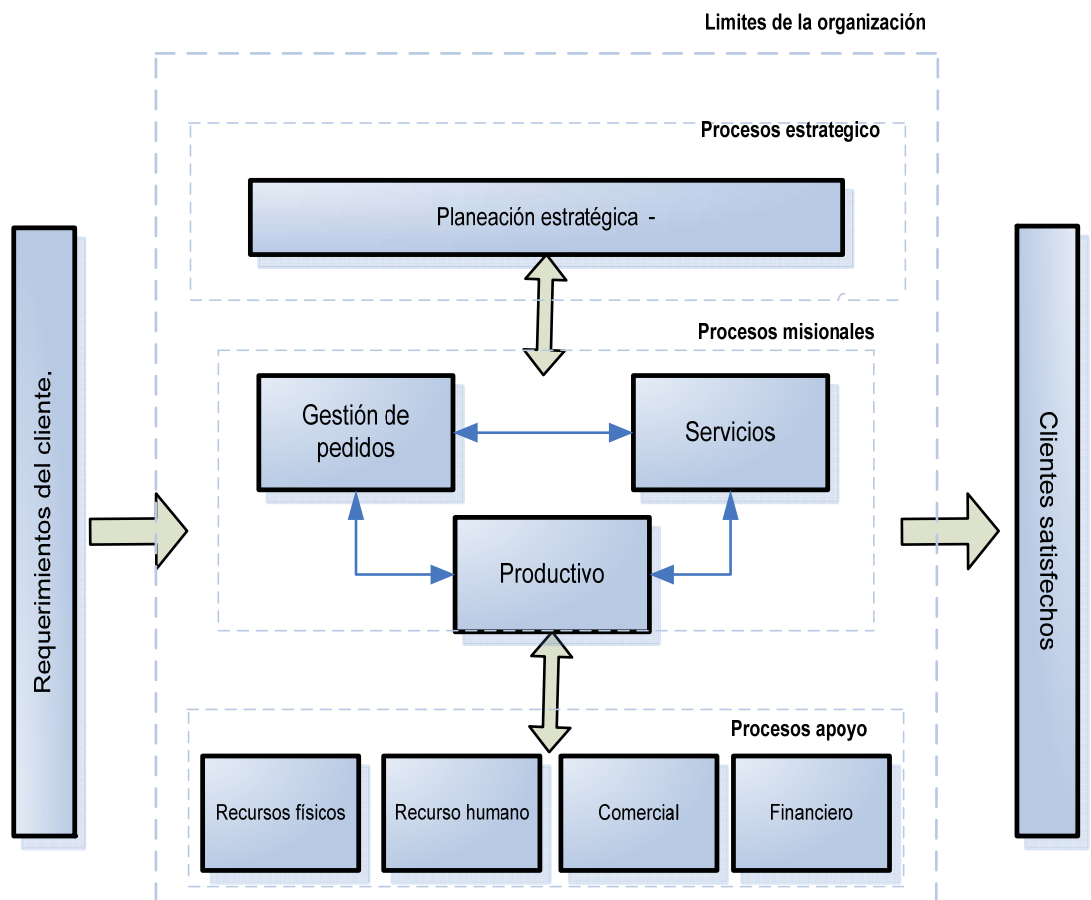 Limites de la organización
Procesos estrategico
Planeación estratégica -
Requerimientos del cliente.
Procesos misionales
Gestión de
pedidos
Servicios
Productivo
Clientes satisfechos
Procesos apoyo
Recursos físicos
Recurso humano
Comercial
Financiero